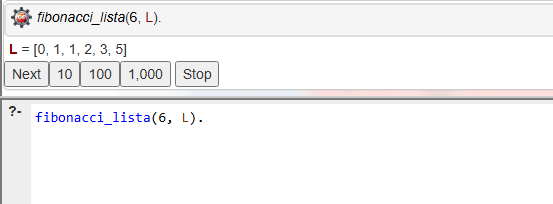 fibonacci_lista(6, L).
L = [0, 1, 1, 2, 3, 5]
Next 10 100 1,000 Stop
?- fibonacci_lista(6, L).